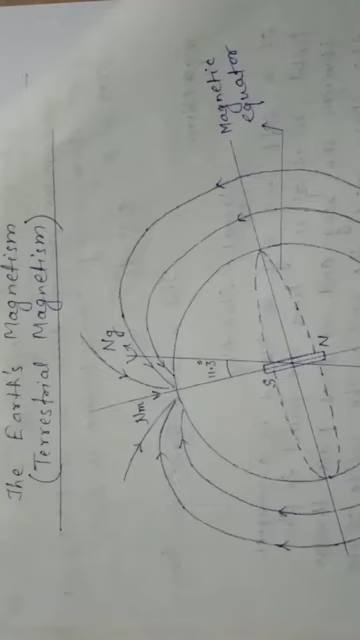 The Earth's Magnetism
(Terrestrial Magnetism)
Magnetic
equator
Ng
Nm
11.3°
S
N